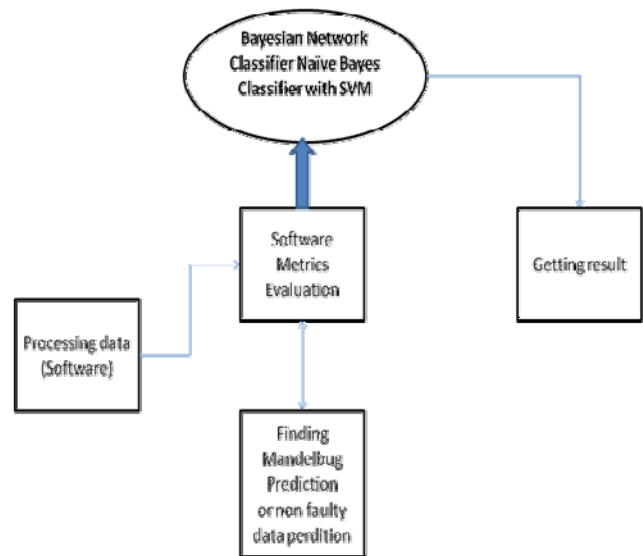 Bayesian Network
Classifier Naïve Bayes
Classifier with SVM
Software
Metrics
Evaluation
Getting result
Processing data
(Software)
Finding
Mandelbug
Prediction
or non faulty
data perdition